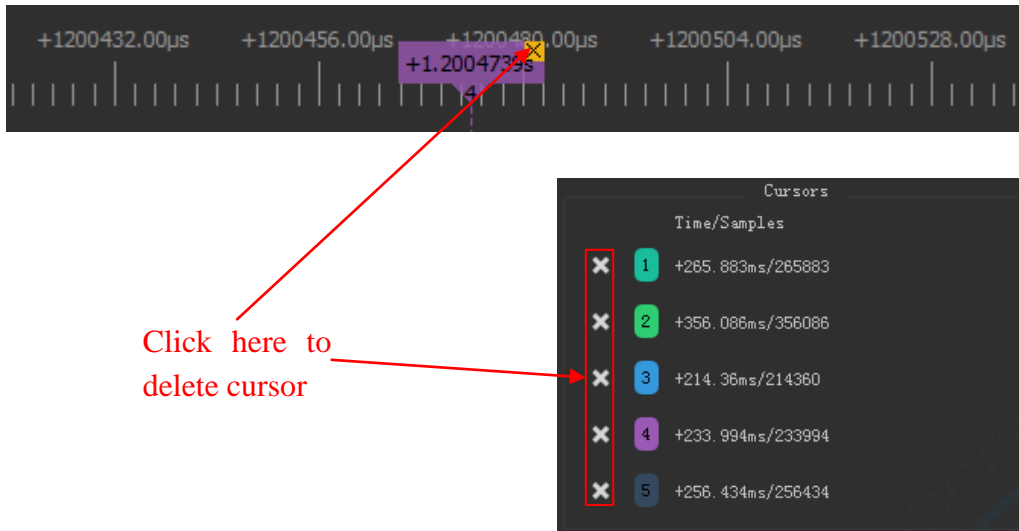 +1200432.00μs +1200456.00μs +1200480.00μs +1200504.00μs +1200528.00μs
+1.2004739s
4
Cursors
Time/Samples
1 +265.883ms/265883
2 +356.086ms/356086
3 +214.36ms/214360
4 +233.994ms/233994
5 +256.434ms/256434
Click here to
delete cursor